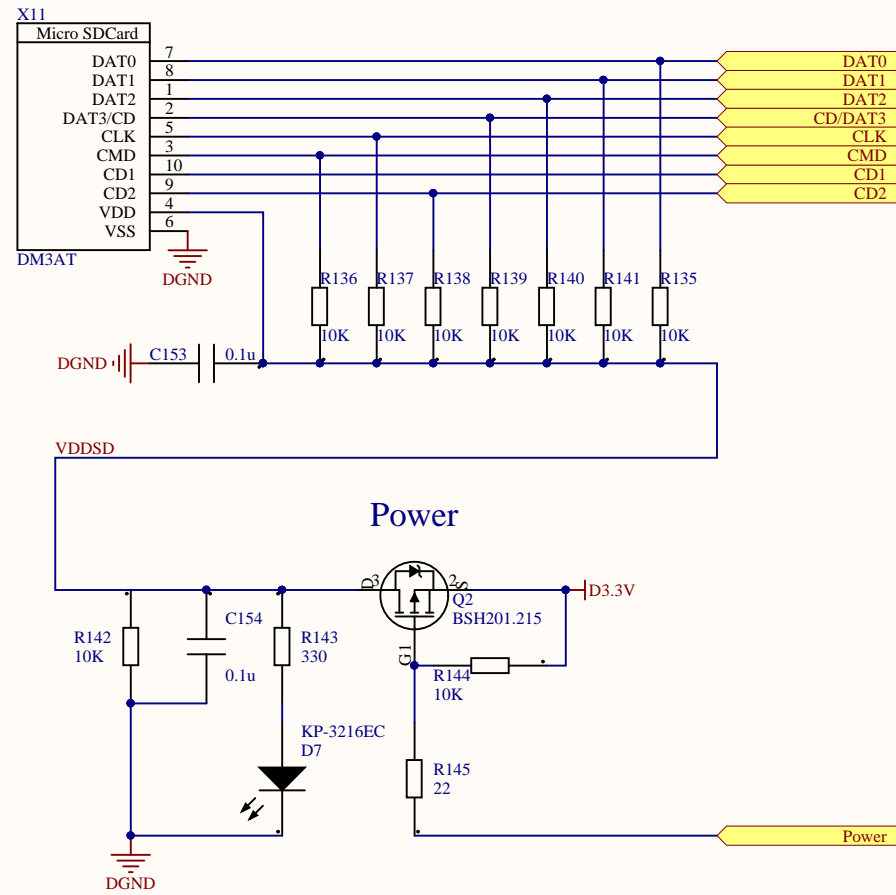 X11
Micro SDCard
DAT0 7 DAT0
DAT1 8 DAT1
DAT2 1 DAT2
DAT3/CD 2 CD/DAT3
CLK 5 CLK
CMD 3 CMD
CD1 10 CD1
CD2 9 CD2
VDD 4
VSS 6
DM3AT
DGND
R136 R137 R138 R139 R140 R141 R135
10K 10K 10K 10K 10K 10K 10K
DGND C153 0.1u
VDDSD
Power
D 3 2 S
D3.3V
Q2
BSH201.215
G 1
R142
10K
C154
0.1u
R143
330
R144
10K
KP-3216EC
D7
R145
22
Power
DGND